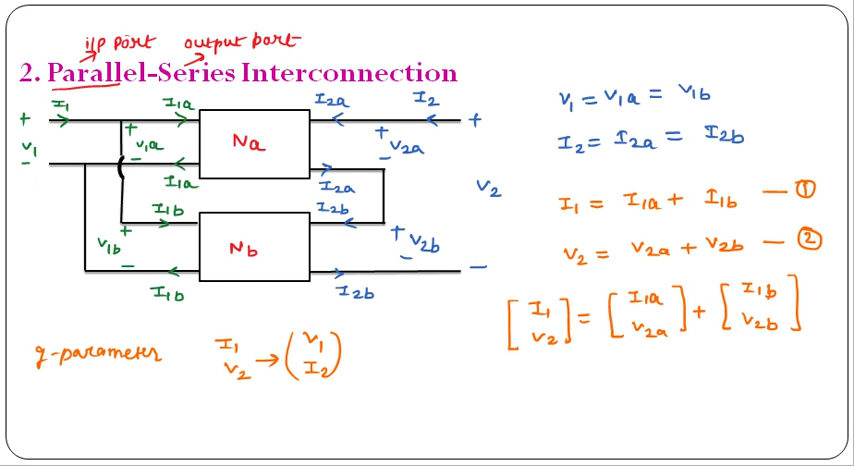 i/p port output port
2. Parallel-Series Interconnection
I1 I1a I2a I2
+ + + +
V1 V1a Na V2a
- - -
I1a I2a
V2
I1b I2b
+ +
V1b Nb V2b
- - -
I1b I2b
V1 = V1a = V1b
I2 = I2a = I2b
I1 = I1a + I1b — ①
V2 = V2a + V2b — ②
[I1 V2] = [I1a V2a] + [I1b V2b]
g-parameter I1 V2 → (V1 I2)